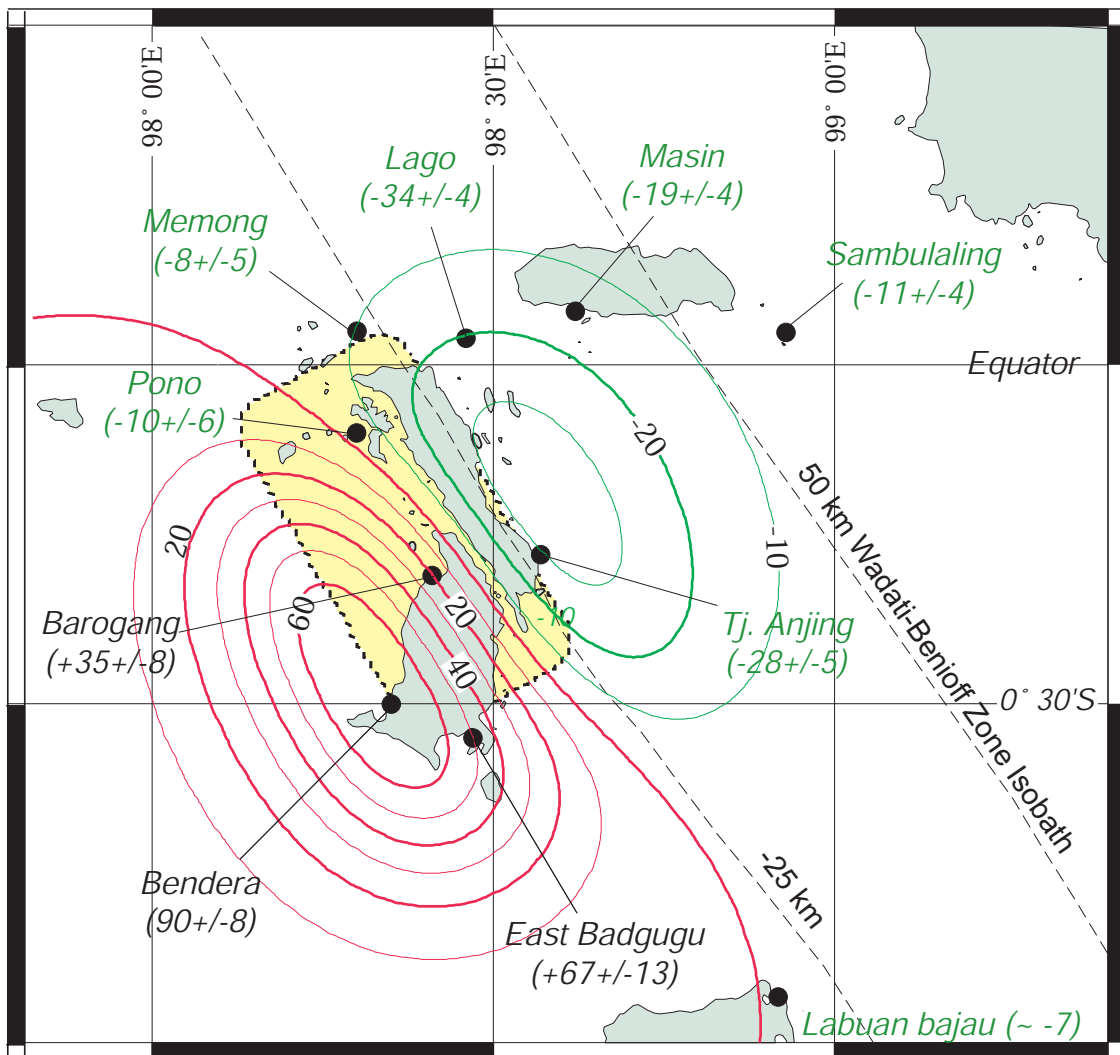 98° 00'E
98° 30'E
99° 00'E
Lago
(-34+/-4)
Masin
(-19+/-4)
Memong
(-8+/-5)
Sambulaling
(-11+/-4)
Equator
Pono
(-10+/-6)
-20
50 km Wadati-Benioff Zone Isobath
20
-10
60
20
-10
Barogang
(+35+/-8)
Tj. Anjing
(-28+/-5)
40
0° 30'S
-25 km
Bendera
(90+/-8)
East Badgugu
(+67+/-13)
Labuan bajau (~ -7)